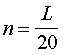 n = L/20